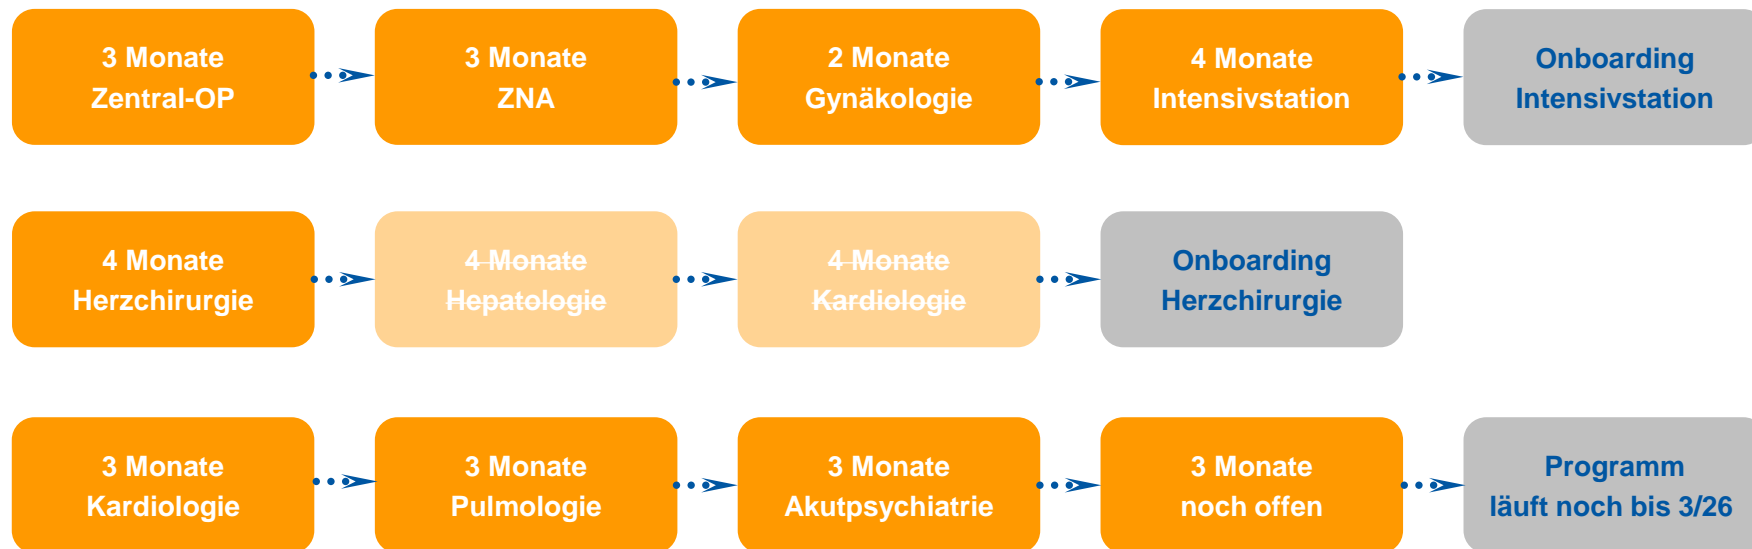 3 Monate
Zentral-OP
3 Monate
ZNA
2 Monate
Gynäkologie
4 Monate
Intensivstation
Onboarding
Intensivstation
4 Monate
Herzchirurgie
4 Monate
Hepatologie
4 Monate
Kardiologie
Onboarding
Herzchirurgie
3 Monate
Kardiologie
3 Monate
Pulmologie
3 Monate
Akutpsychiatrie
3 Monate
noch offen
Programm
läuft noch bis 3/26